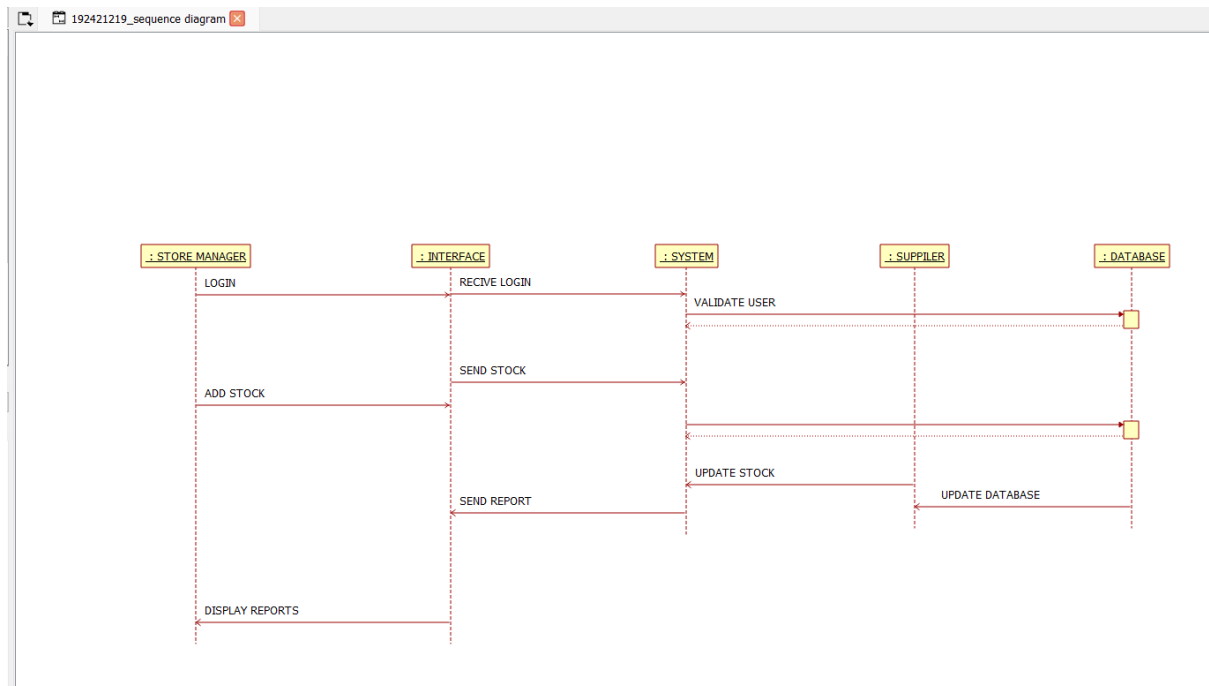 192421219_sequence diagram
: STORE MANAGER
: INTERFACE
: SYSTEM
: SUPPILER
: DATABASE
LOGIN
RECIVE LOGIN
VALIDATE USER
SEND STOCK
ADD STOCK
UPDATE STOCK
UPDATE DATABASE
SEND REPORT
DISPLAY REPORTS